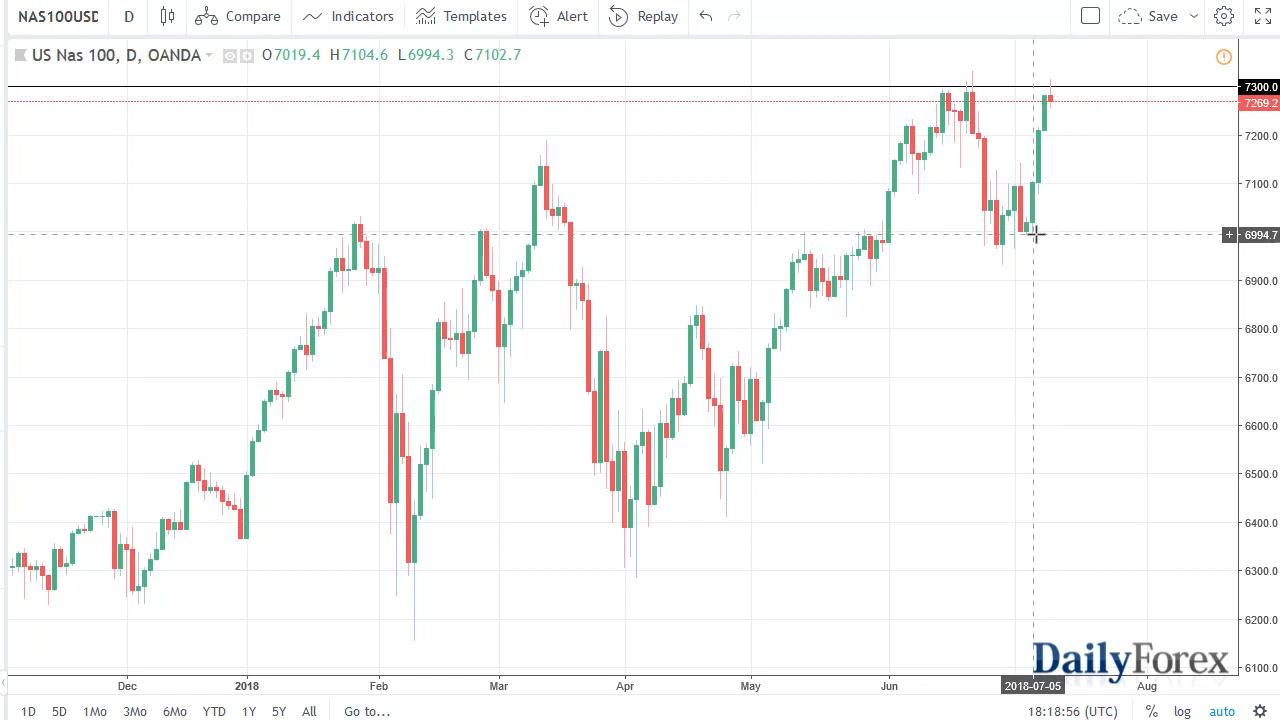 NAS100USD D Compare Indicators Templates Alert Replay Save
US Nas 100, D, OANDA O7019.4 H7104.6 L6994.3 C7102.7
7300.0
7269.2
7200.0
7100.0
+ 6994.7
6900.0
6800.0
6700.0
6600.0
6500.0
6400.0
6300.0
6200.0
6100.0
DailyForex
Dec 2018 Feb Mar Apr May Jun 2018-07-05 Aug
1D 5D 1Mo 3Mo 6Mo YTD 1Y 5Y All Go to... 18:18:56 (UTC) % log auto